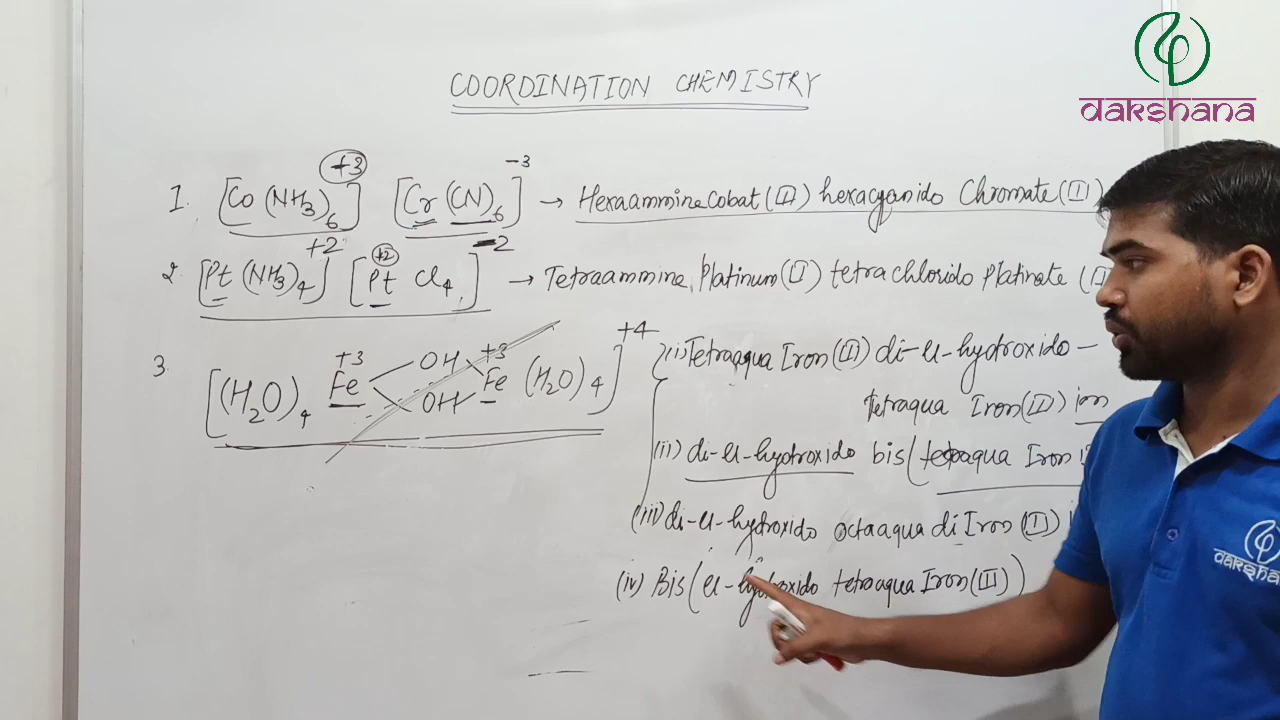 dakshana
COORDINATION CHEMISTRY
1. [Co(NH3)6]+3 [Cr(CN)6]-3 → Hexaammine Cobat(III) hexacyanido Chromate(III)
2. [Pt(NH3)4]+2 [Pt+2 Cl4]-2 → Tetraammine Platinum(II) tetrachlorido Platinate (I
3. [(H2O)4 Fe+3 OH OH Fe+3 (H2O)4]+4
(i) Tetraaqua Iron(III) di-μ-hydroxido-
tetraqua Iron(III) ion
(ii) di-μ-hydroxido bis(tetraaqua Iron
(iii) di-μ-hydroxido octaaqua di Iron(III)
(iv) Bis(μ-hydroxido tetraaqua Iron(III))
dakshana